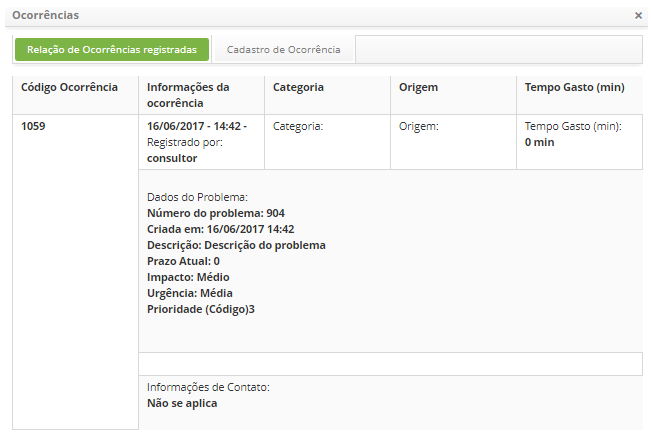 Ocorrências ×
Relação de Ocorrências registradas Cadastro de Ocorrência
Código Ocorrência Informações da ocorrência Categoria Origem Tempo Gasto (min)
1059
16/06/2017 - 14:42 -
Registrado por:
consultor
Categoria:
Origem:
Tempo Gasto (min):
0 min
Dados do Problema:
Número do problema: 904
Criada em: 16/06/2017 14:42
Descrição: Descrição do problema
Prazo Atual: 0
Impacto: Médio
Urgência: Média
Prioridade (Código)3
Informações de Contato:
Não se aplica